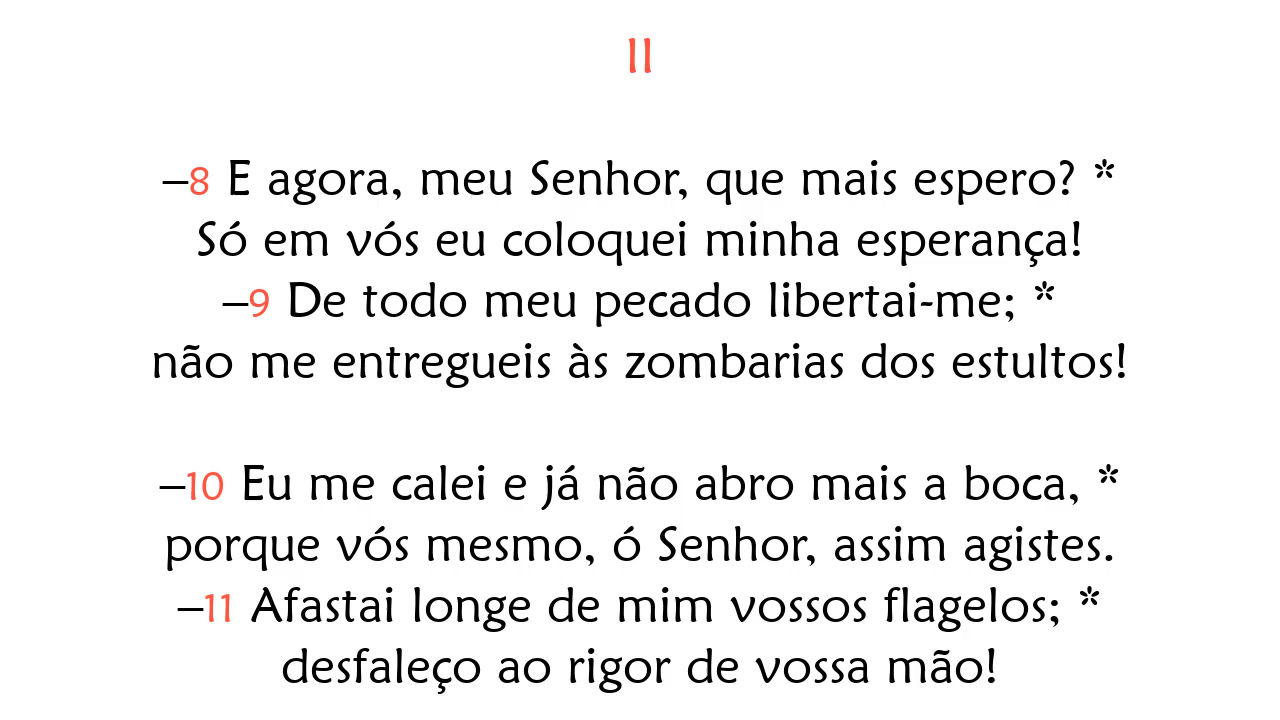 II
–8 E agora, meu Senhor, que mais espero? *
Só em vós eu coloquei minha esperança!
–9 De todo meu pecado libertai-me; *
não me entregueis às zombarias dos estultos!
–10 Eu me calei e já não abro mais a boca, *
porque vós mesmo, ó Senhor, assim agistes.
–11 Afastai longe de mim vossos flagelos; *
desfaleço ao rigor de vossa mão!